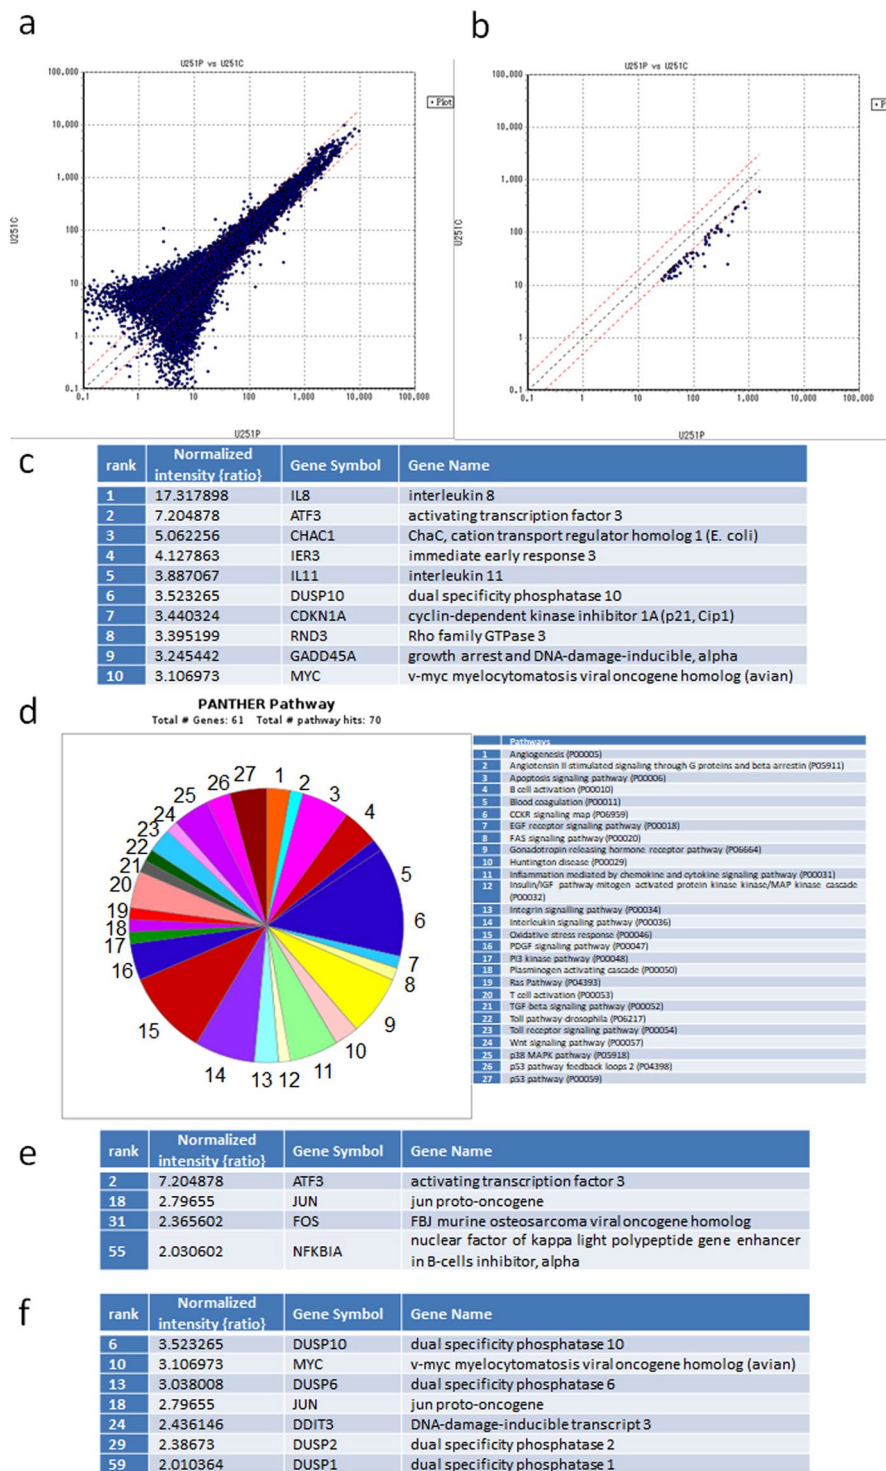 a
b
U251P vs U251C
U251P vs U251C
100,000
10,000
1,000
100
10
1
0.1
0.1
1
10
100
1,000
10,000
100,000
U251C
U251P
Plot
100,000
10,000
1,000
100
10
1
0.1
0.1
1
10
100
1,000
10,000
100,000
U251C
U251P
P
c
rank Normalized intensity {ratio} Gene Symbol Gene Name
1 17.317898 IL8 interleukin 8
2 7.204878 ATF3 activating transcription factor 3
3 5.062256 CHAC1 ChaC, cation transport regulator homolog 1 (E. coli)
4 4.127863 IER3 immediate early response 3
5 3.887067 IL11 interleukin 11
6 3.523265 DUSP10 dual specificity phosphatase 10
7 3.440324 CDKN1A cyclin-dependent kinase inhibitor 1A (p21, Cip1)
8 3.395199 RND3 Rho family GTPase 3
9 3.245442 GADD45A growth arrest and DNA-damage-inducible, alpha
10 3.106973 MYC v-myc myelocytomatosis viral oncogene homolog (avian)
d
PANTHER Pathway
Total # Genes: 61 Total # pathway hits: 70
1
2
3
4
5
6
7
8
9
10
11
12
13
14
15
16
17
18
19
20
21
22
23
24
25
26
27
Pathways
1 Angiogenesis (P00005)
2 Angiotensin II-stimulated signaling through G proteins and beta-arrestin (P05911)
3 Apoptosis signaling pathway (P00006)
4 B cell activation (P00010)
5 Blood coagulation (P00011)
6 CCKR signaling map (P06959)
7 EGF receptor signaling pathway (P00018)
8 FAS signaling pathway (P00020)
9 Gonadotropin releasing hormone receptor pathway (P06664)
10 Huntington disease (P00029)
11 Inflammation mediated by chemokine and cytokine signaling pathway (P00031)
12 Insulin/IGF pathway-mitogen activated protein kinase kinase/MAP kinase cascade
(P00032)
13 Integrin signalling pathway (P00034)
14 Interleukin signaling pathway (P00036)
15 Oxidative stress response (P00046)
16 PDGF signaling pathway (P00047)
17 PI3 kinase pathway (P00048)
18 Plasminogen activating cascade (P00050)
19 Ras Pathway (P04393)
20 T cell activation (P00053)
21 TGF-beta signaling pathway (P00052)
22 Toll pathway-drosophila (P06217)
23 Toll receptor signaling pathway (P00054)
24 Wnt signaling pathway (P00057)
25 p38 MAPK pathway (P05918)
26 p53 pathway feedback loops 2 (P04398)
27 p53 pathway (P00059)
e
rank Normalized intensity {ratio} Gene Symbol Gene Name
2 7.204878 ATF3 activating transcription factor 3
18 2.79655 JUN jun proto-oncogene
31 2.365602 FOS FBJ murine osteosarcoma viral oncogene homolog
55 2.030602 NFKBIA nuclear factor of kappa light polypeptide gene enhancer
in B-cells inhibitor, alpha
f
rank Normalized intensity {ratio} Gene Symbol Gene Name
6 3.523265 DUSP10 dual specificity phosphatase 10
10 3.106973 MYC v-myc myelocytomatosis viral oncogene homolog (avian)
13 3.038008 DUSP6 dual specificity phosphatase 6
18 2.79655 JUN jun proto-oncogene
24 2.436146 DDIT3 DNA-damage-inducible transcript 3
29 2.38673 DUSP2 dual specificity phosphatase 2
59 2.010364 DUSP1 dual specificity phosphatase 1